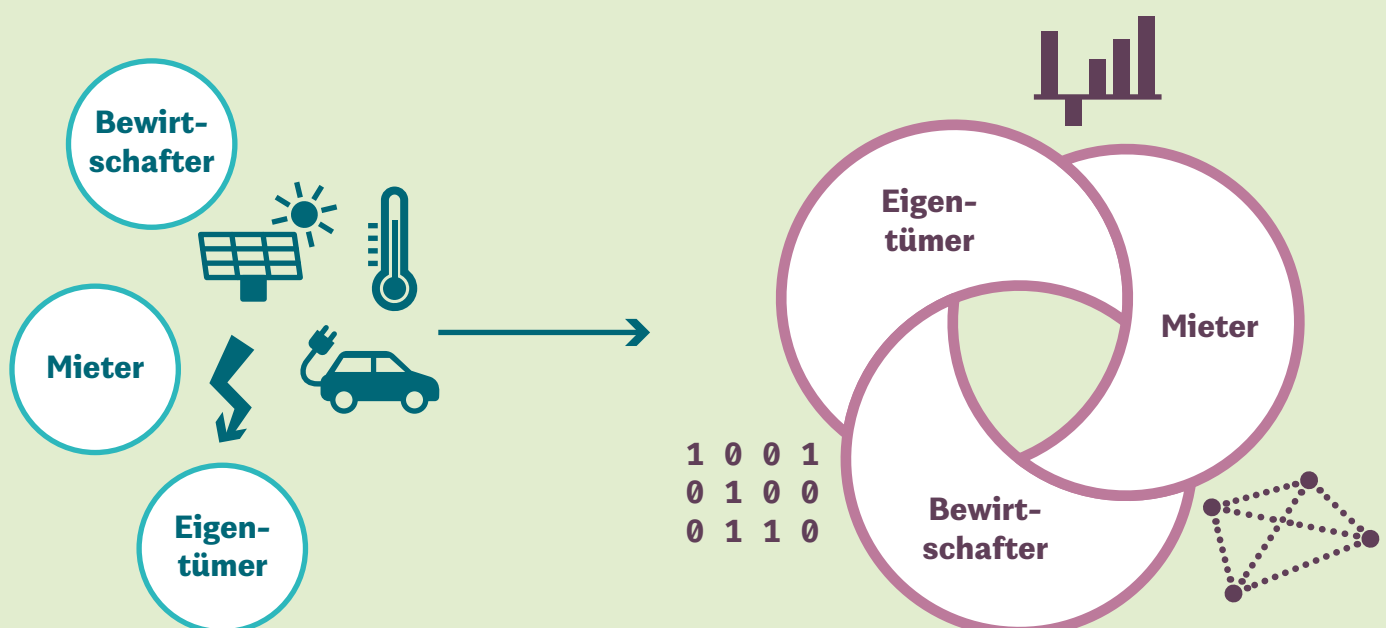 Bewirt-
schafter
Mieter
Eigen-
tümer
Eigen-
tümer
Mieter
Bewirt-
schafter
1 0 0 1
0 1 0 0
0 1 1 0